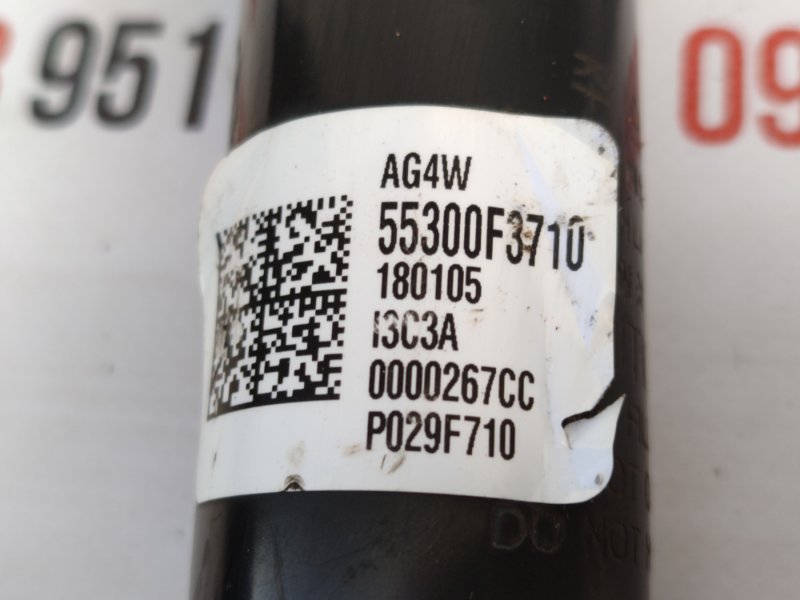 951
09
AG4W
55300F3710
180105
I3C3A
0000267CC
P029F710
DO NOT